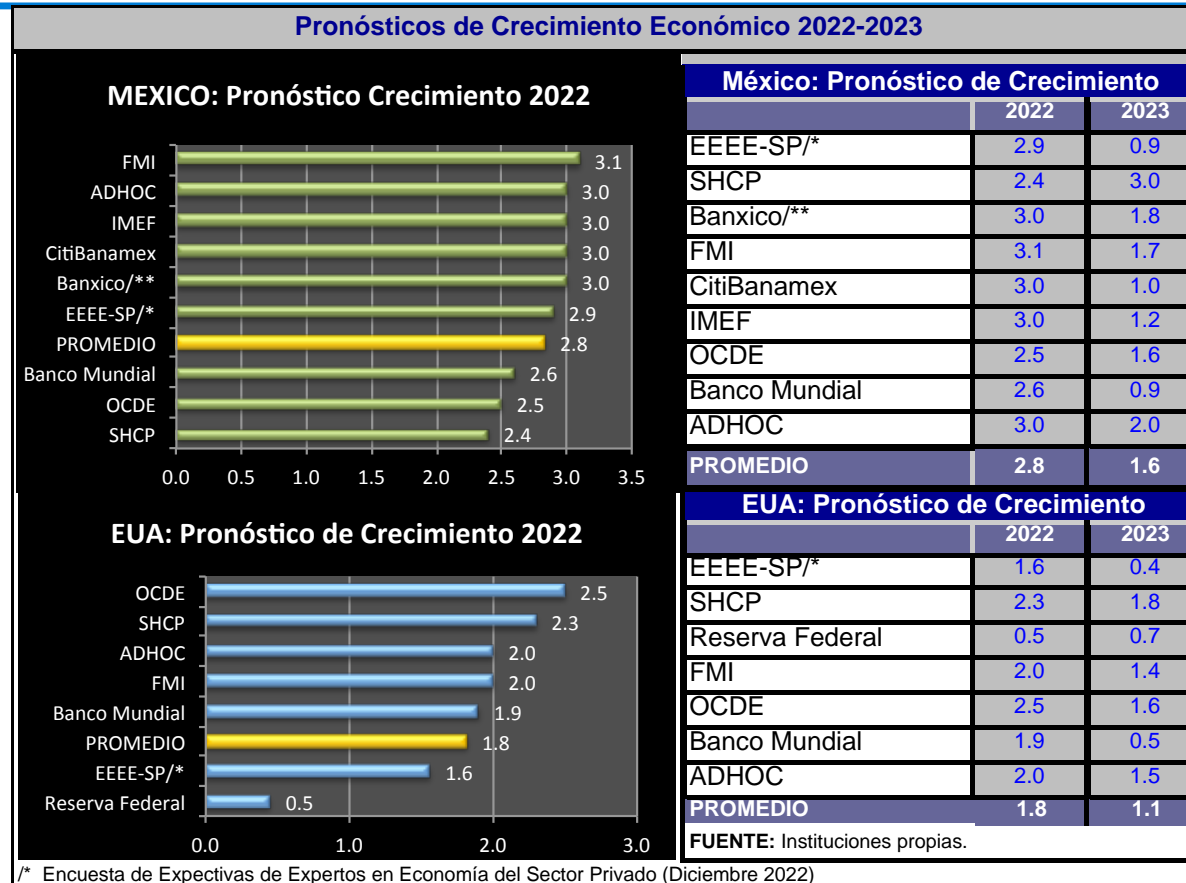 Pronósticos de Crecimiento Económico 2022-2023
MEXICO: Pronóstico Crecimiento 2022
FMI 3.1
ADHOC 3.0
IMEF 3.0
CitiBanamex 3.0
Banxico/** 3.0
EEEE-SP/* 2.9
PROMEDIO 2.8
Banco Mundial 2.6
OCDE 2.5
SHCP 2.4
0.0 0.5 1.0 1.5 2.0 2.5 3.0 3.5
México: Pronóstico de Crecimiento
2022 2023
EEEE-SP/* 2.9 0.9
SHCP 2.4 3.0
Banxico/** 3.0 1.8
FMI 3.1 1.7
CitiBanamex 3.0 1.0
IMEF 3.0 1.2
OCDE 2.5 1.6
Banco Mundial 2.6 0.9
ADHOC 3.0 2.0
PROMEDIO 2.8 1.6
EUA: Pronóstico de Crecimiento 2022
OCDE 2.5
SHCP 2.3
ADHOC 2.0
FMI 2.0
Banco Mundial 1.9
PROMEDIO 1.8
EEEE-SP/* 1.6
Reserva Federal 0.5
0.0 1.0 2.0 3.0
EUA: Pronóstico de Crecimiento
2022 2023
EEEE-SP/* 1.6 0.4
SHCP 2.3 1.8
Reserva Federal 0.5 0.7
FMI 2.0 1.4
OCDE 2.5 1.6
Banco Mundial 1.9 0.5
ADHOC 2.0 1.5
PROMEDIO 1.8 1.1
FUENTE: Instituciones propias.
/* Encuesta de Expectivas de Expertos en Economía del Sector Privado (Diciembre 2022)